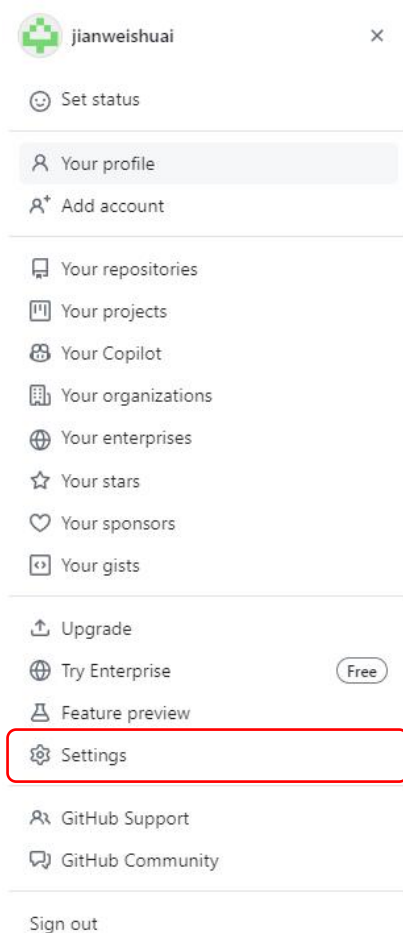 jianweishuai
Set status
Your profile
Add account
Your repositories
Your projects
Your Copilot
Your organizations
Your enterprises
Your stars
Your sponsors
Your gists
Upgrade
Try Enterprise Free
Feature preview
Settings
GitHub Support
GitHub Community
Sign out